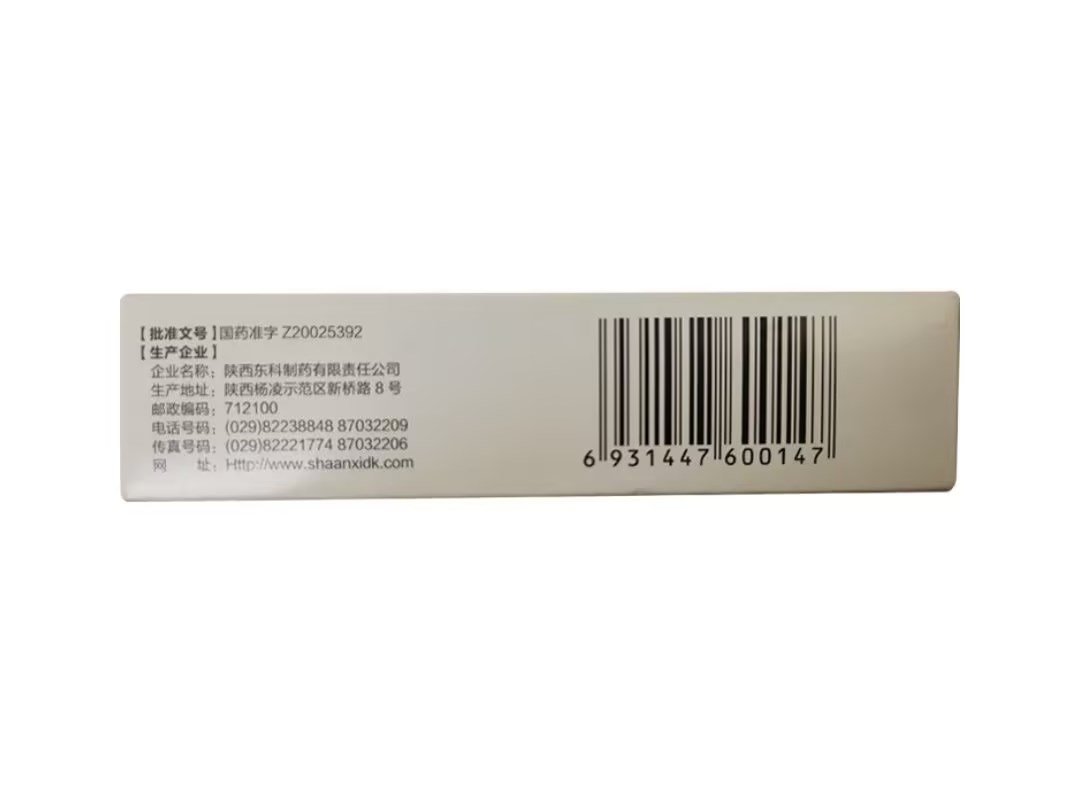 【批准文号】国药准字 Z20025392
【生产企业】
企业名称：陕西东科制药有限责任公司
生产地址：陕西杨凌示范区新桥路 8 号
邮政编码：712100
电话号码：(029)82238848 87032209
传真号码：(029)82221774 87032206
网 址：Http://www.shaanxidk.com
6 931447 600147